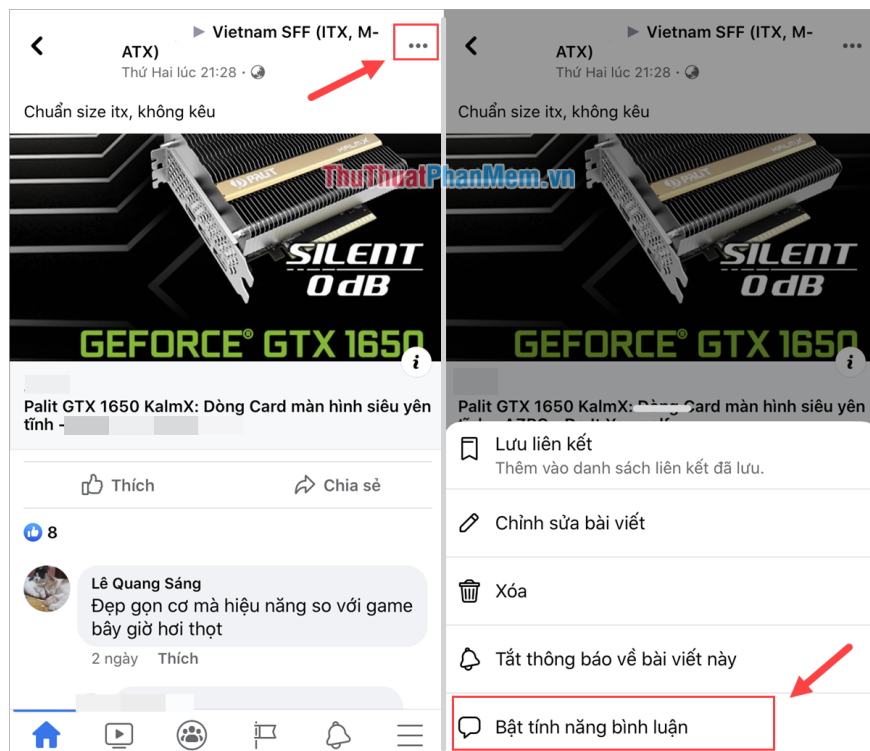 Vietnam SFF (ITX, M-
ATX)
Thứ Hai lúc 21:28 ·
Chuẩn size itx, không kêu
PALIT
KALMX
SILENT
0 dB
GEFORCE® GTX 1650
i
Palit GTX 1650 KalmX: Dòng Card màn hình siêu yên
tĩnh -
Thích
Chia sẻ
8
Lê Quang Sáng
Đẹp gọn cơ mà hiệu năng so với game
bây giờ hơi thọt
2 ngày Thích
ThuThuatPhanMem.vn
Vietnam SFF (ITX, M-
ATX)
Thứ Hai lúc 21:28 ·
Chuẩn size itx, không kêu
PALIT
KALMX
SILENT
0 dB
GEFORCE® GTX 1650
i
Palit GTX 1650 KalmX: Dòng Card màn hình siêu yên
Lưu liên kết
Thêm vào danh sách liên kết đã lưu.
Chỉnh sửa bài viết
Xóa
Tắt thông báo về bài viết này
Bật tính năng bình luận